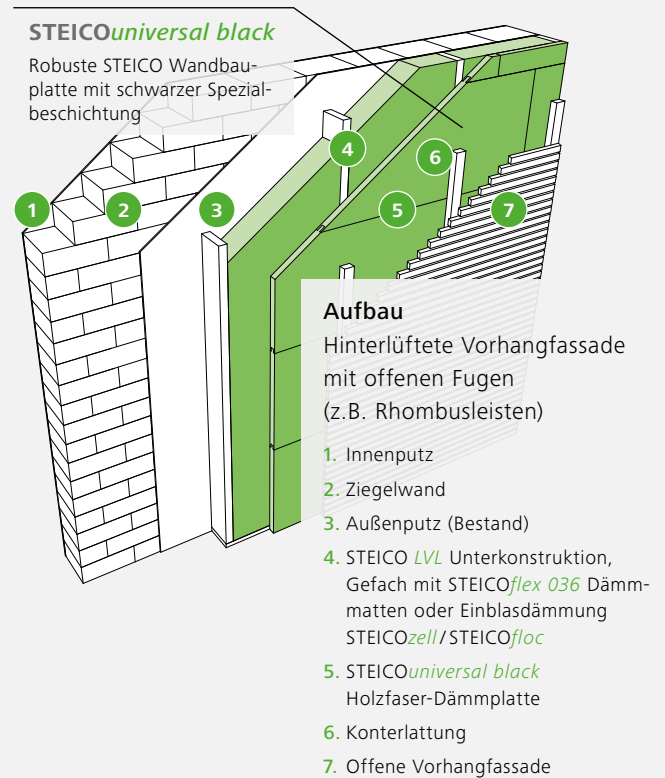 STEICOuniversal black
Robuste STEICO Wandbau-
platte mit schwarzer Spezial-
beschichtung
1
2
3
4
5
6
7
Aufbau
Hinterlüftete Vorhangfassade
mit offenen Fugen
(z.B. Rhombusleisten)
1. Innenputz
2. Ziegelwand
3. Außenputz (Bestand)
4. STEICO LVL Unterkonstruktion,
Gefach mit STEICOflex 036 Dämm-
matten oder Einblasdämmung
STEICOzell/STEICOfloc
5. STEICOuniversal black
Holzfaser-Dämmplatte
6. Konterlattung
7. Offene Vorhangfassade